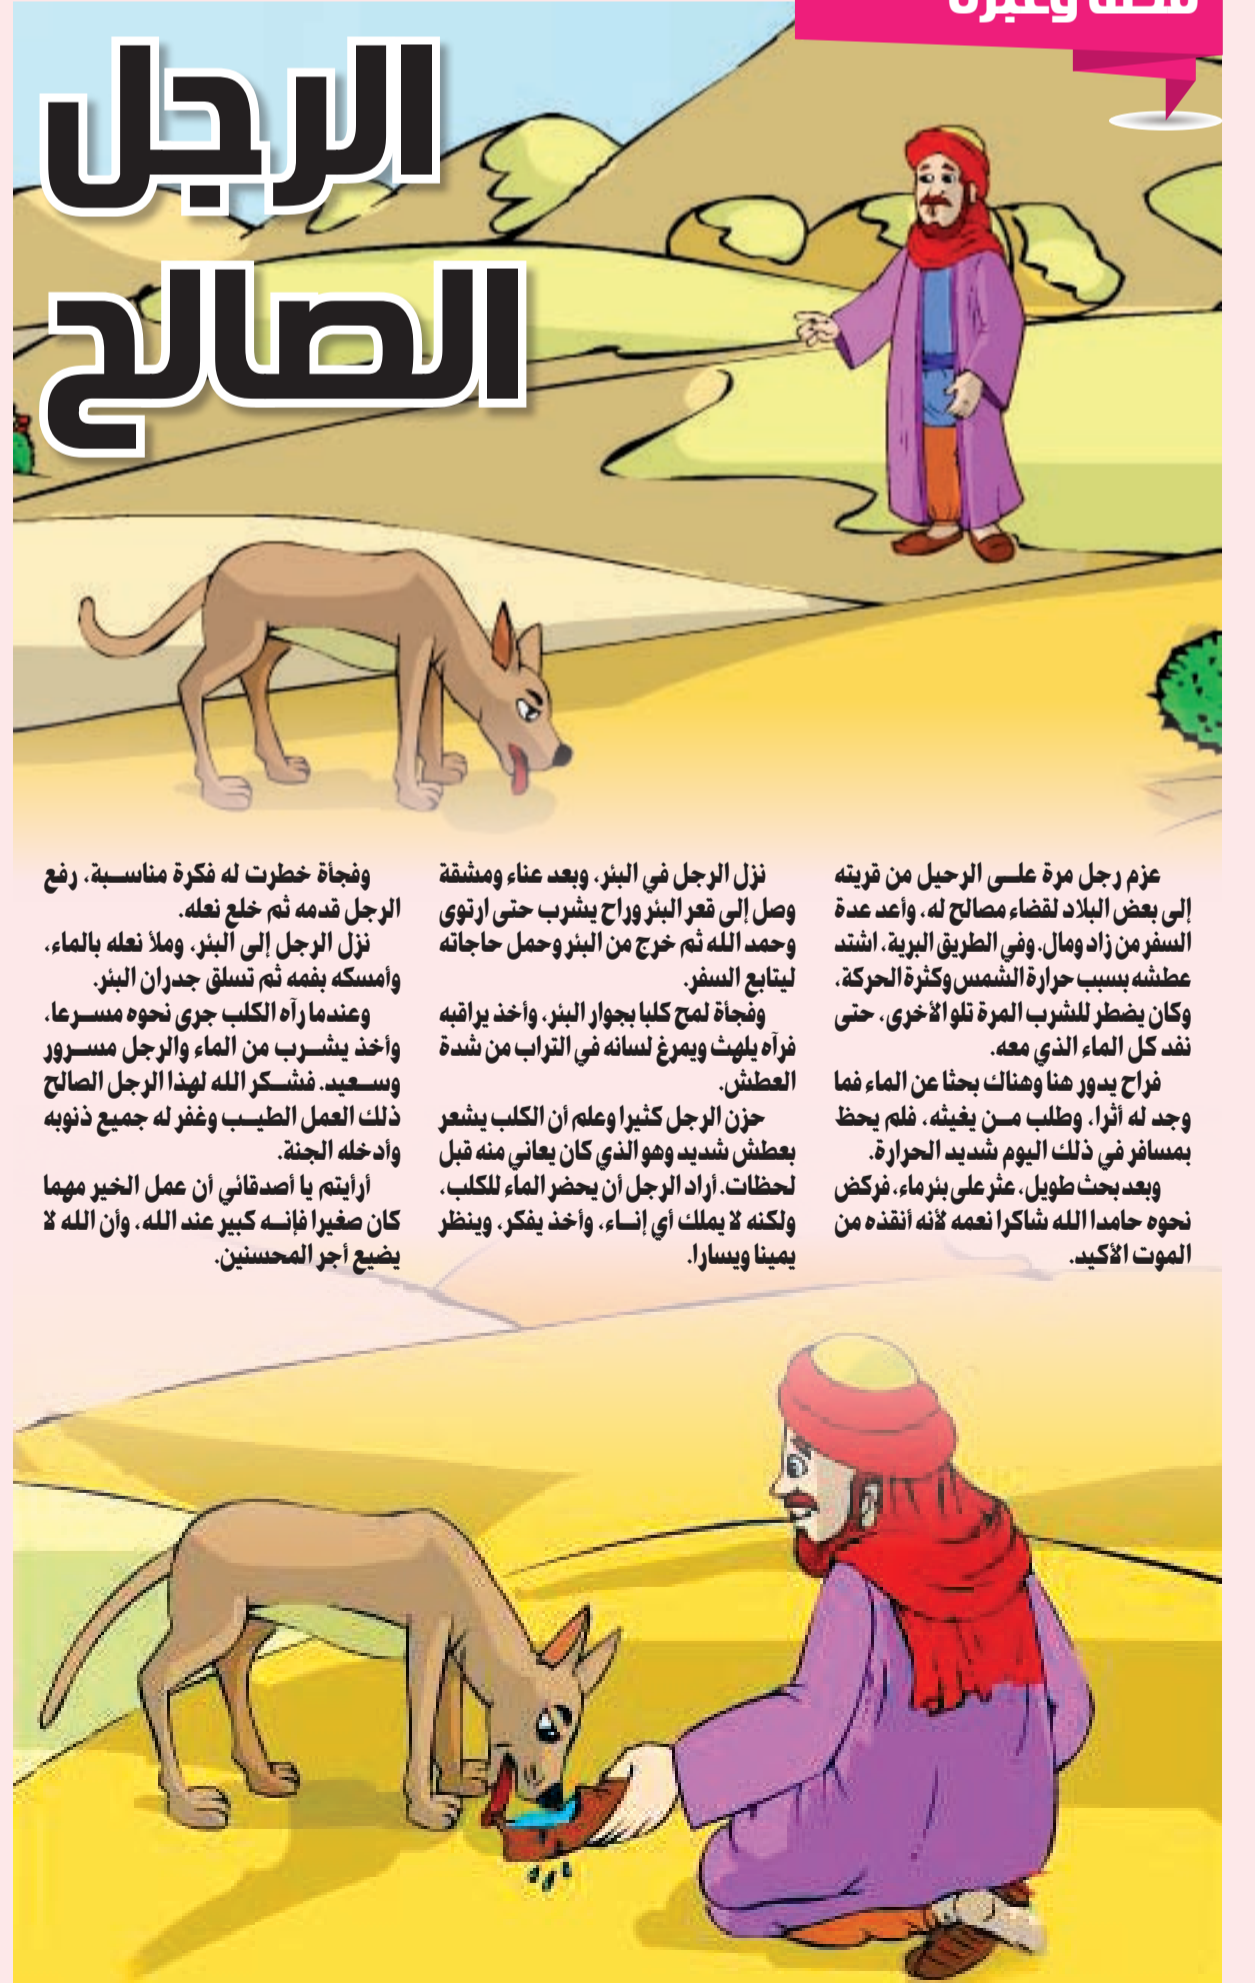 قصة وعبرة
الرجل
الصالح
عزم رجل مرة على الرحيل من قريته
إلى بعض البلاد لقضاء مصالح له، وأعد عدة
السفر من زاد ومال. وفي الطريق البرية، اشتد
عطشه بسبب حرارة الشمس وكثرة الحركة،
وكان يضطر للشرب المرة تلو الأخرى، حتى
نفد كل الماء الذي معه.
فراح يدور هنا وهناك بحثا عن الماء فما
وجد له أثرا، وطلب من يغيثه، فلم يحظ
بمسافر في ذلك اليوم شديد الحرارة.
وبعد بحث طويل، عثر على بئر ماء، فركض
نحوه حامدا الله شاكرا نعمه لأنه أنقذه من
الموت الأكيد.
نزل الرجل في البئر، وبعد عناء ومشقة
وصل إلى قعر البئر وراح يشرب حتى ارتوى
وحمد الله ثم خرج من البئر وحمل حاجاته
ليتابع السفر.
وفجأة لمح كلبا بجوار البئر، وأخذ يراقبه
فرآه يلهث ويمرغ لسانه في التراب من شدة
العطش.
حزن الرجل كثيرا وعلم أن الكلب يشعر
بعطش شديد وهو الذي كان يعاني منه قبل
لحظات. أراد الرجل أن يحضر الماء للكلب،
ولكنه لا يملك أي إناء، وأخذ يفكر، وينظر
يمينا ويسارا.
وفجأة خطرت له فكرة مناسبة، رفع
الرجل قدمه ثم خلع نعله.
نزل الرجل إلى البئر، وملأ نعله بالماء،
وأمسكه بفمه ثم تسلق جدران البئر.
وعندما رآه الكلب جرى نحوه مسرعا،
وأخذ يشرب من الماء والرجل مسرور
وسعيد. فشكر الله لهذا الرجل الصالح
ذلك العمل الطيب وغفر له جميع ذنوبه
وأدخله الجنة.
أرأيتم يا أصدقائي أن عمل الخير مهما
كان صغيرا فإنه كبير عند الله، وأن الله لا
يضيع أجر المحسنين.